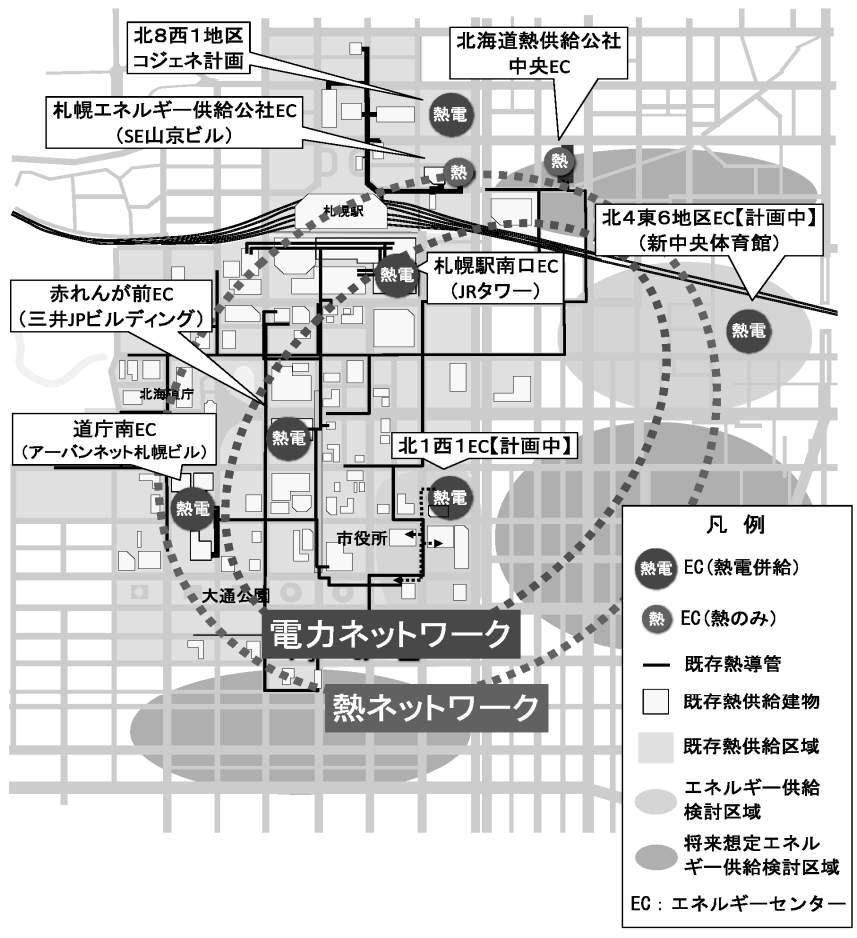 北８西１地区
コジェネ計画
北海道熱供給公社
中央EC
札幌エネルギー供給公社EC
（SE山京ビル）
熱電
熱
熱
札幌駅
北４東６地区EC【計画中】
（新中央体育館）
札幌駅南口EC
（JRタワー）
熱電
赤れんが前EC
（三井JPビルディング）
熱電
北海道庁
道庁南EC
（アーバンネット札幌ビル）
熱電
北１西１EC【計画中】
熱電
熱電
市役所
大通公園
電力ネットワーク
熱ネットワーク
凡 例
熱電 EC（熱電併給）
熱 EC（熱のみ）
既存熱導管
既存熱供給建物
既存熱供給区域
エネルギー供給
検討区域
将来想定エネル
ギー供給検討区域
EC：エネルギーセンター